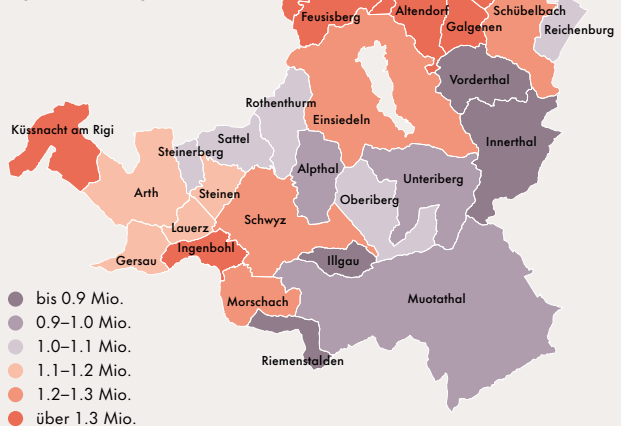 Feusisberg
Altendorf
Galgenen
Schübelbach
Reichenburg
Vorderthal
Rothenthurm
Einsiedeln
Küssnacht am Rigi
Innerthal
Sattel
Steinerberg
Alpthal
Unteriberg
Arth
Steinen
Oberiberg
Schwyz
Lauerz
Ingenbohl
Gersau
Illgau
Muotathal
Morschach
Riemenstalden
bis 0.9 Mio.
0.9–1.0 Mio.
1.0–1.1 Mio.
1.1–1.2 Mio.
1.2–1.3 Mio.
über 1.3 Mio.